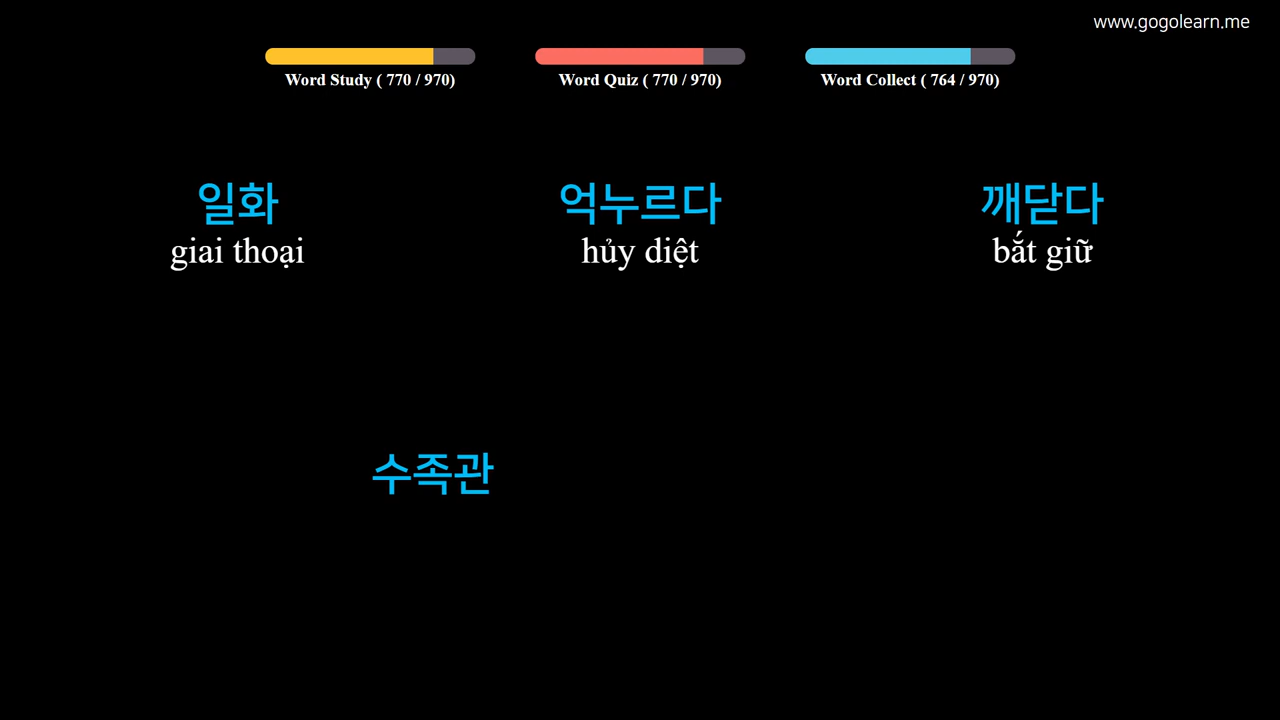 www.gogolearn.me
Word Study ( 770 / 970)
Word Quiz ( 770 / 970)
Word Collect ( 764 / 970)
일화
giai thoại
억누르다
hủy diệt
깨닫다
bắt giữ
수족관